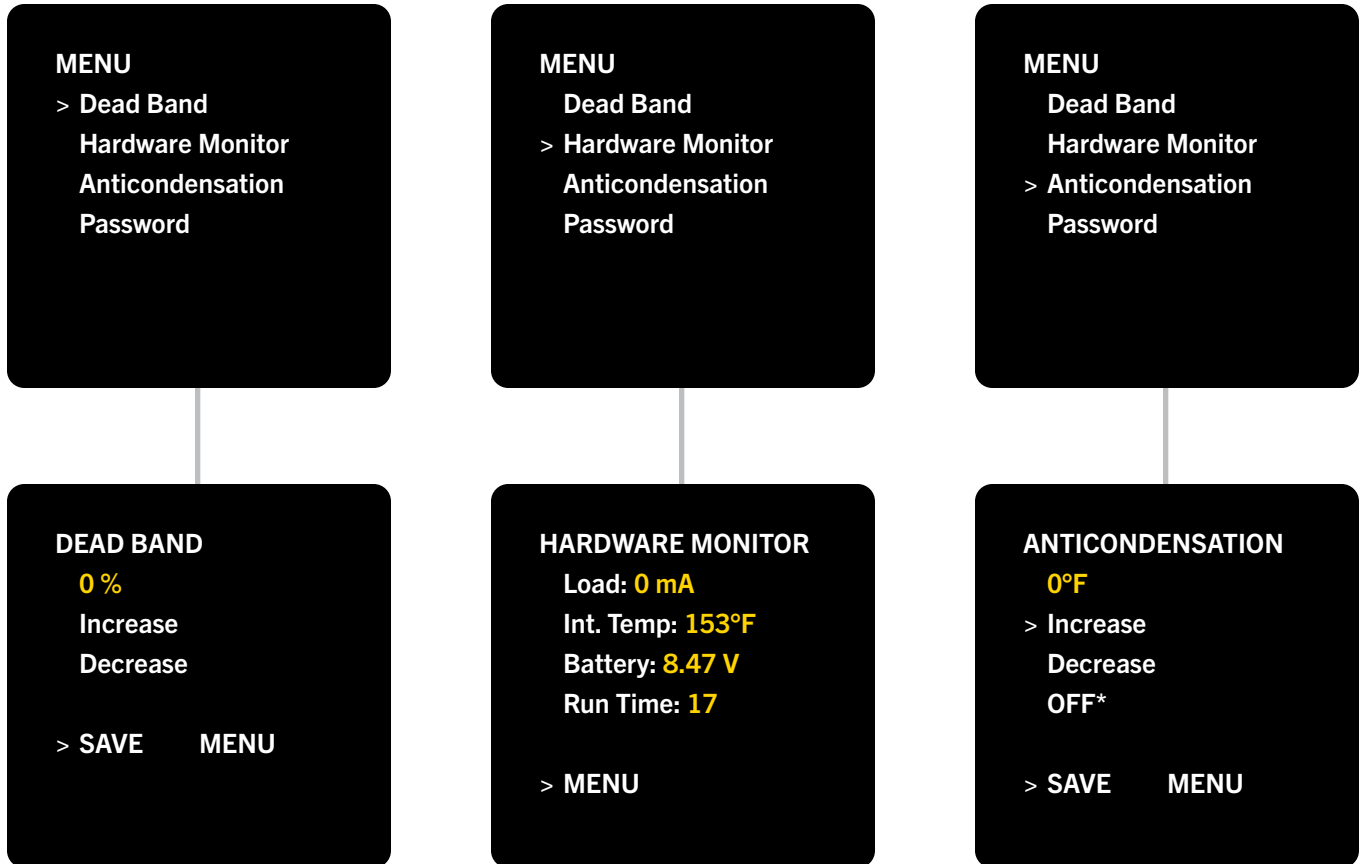 MENU
> Dead Band
Hardware Monitor
Anticondensation
Password
MENU
Dead Band
> Hardware Monitor
Anticondensation
Password
MENU
Dead Band
Hardware Monitor
> Anticondensation
Password
DEAD BAND
0 %
Increase
Decrease
> SAVE MENU
HARDWARE MONITOR
Load: 0 mA
Int. Temp: 153°F
Battery: 8.47 V
Run Time: 17
> MENU
ANTICONDENSATION
0°F
> Increase
Decrease
OFF*
> SAVE MENU